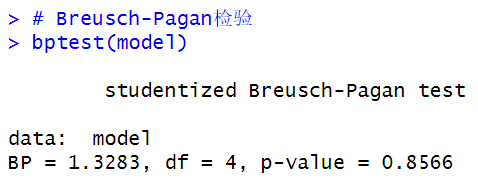 > # Breusch-Pagan检验
> bptest(model)
studentized Breusch-Pagan test
data:  model
BP = 1.3283, df = 4, p-value = 0.8566